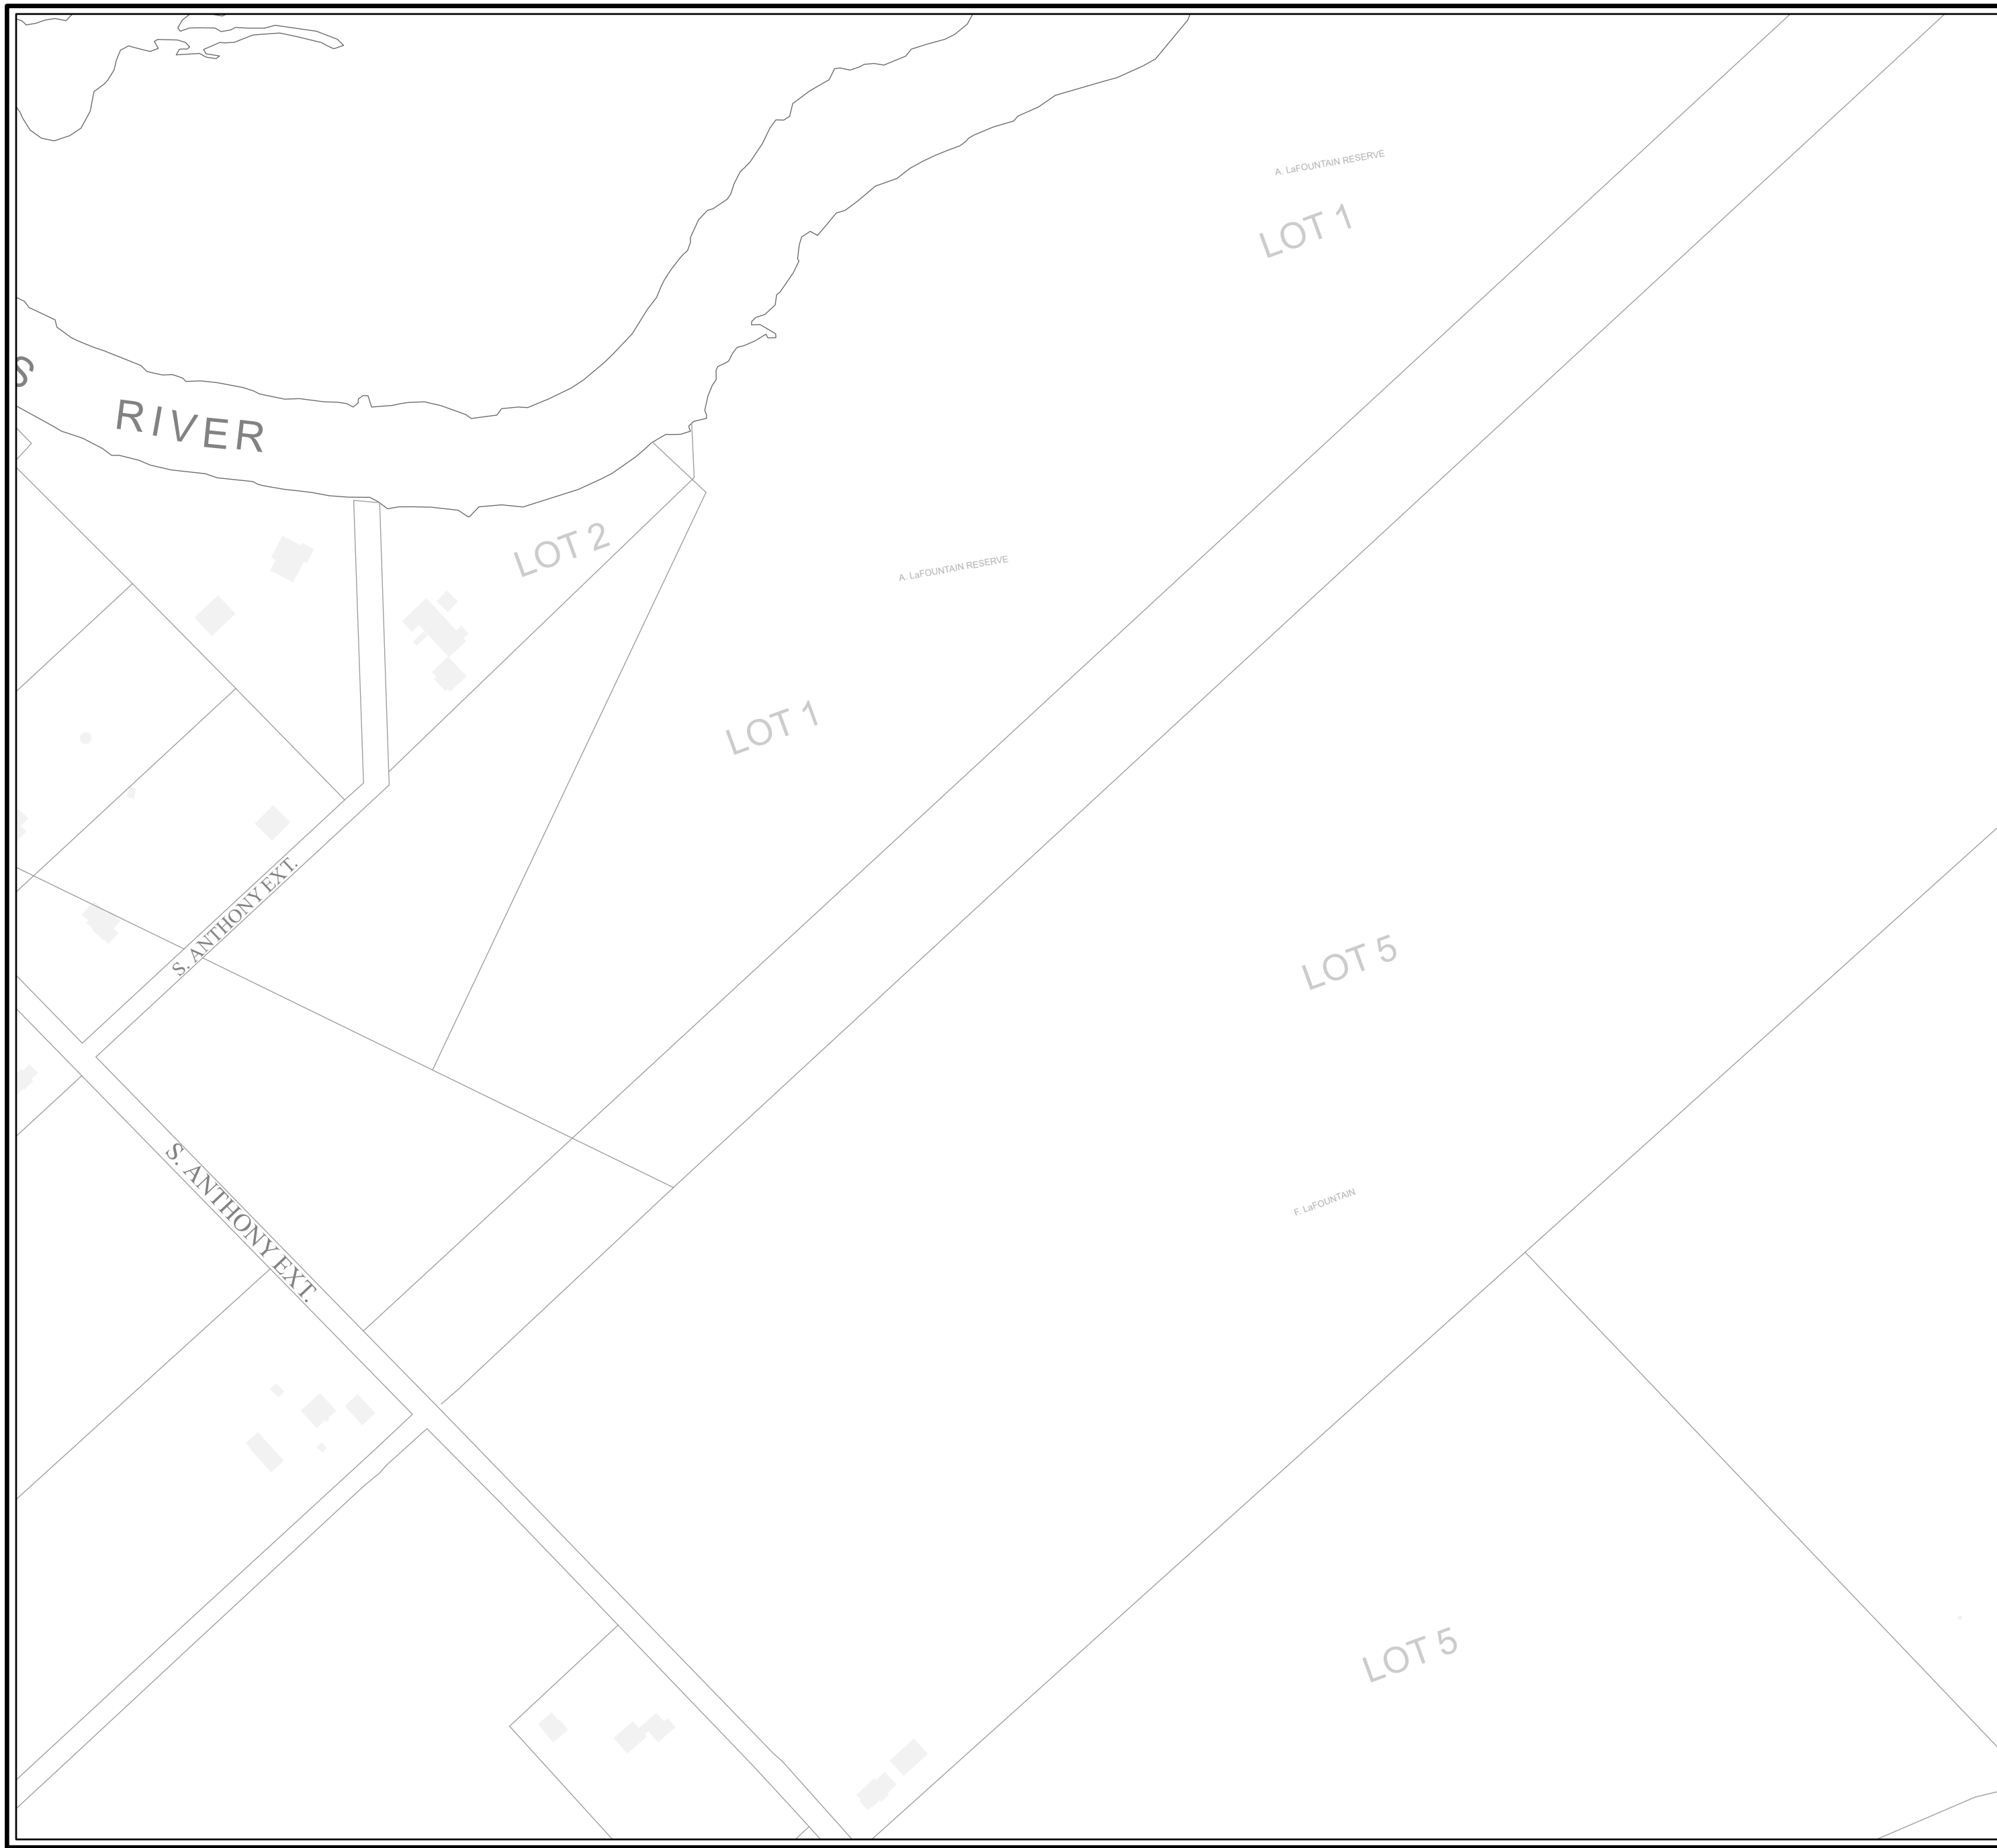 A. LaFOUNTAIN RESERVE
LOT 1
S
RIVER
LOT 2
A. LaFOUNTAIN RESERVE
LOT 1
S. ANTHONY EXT.
LOT 5
S. ANTHONY EXT.
F. LaFOUNTAIN
LOT 5